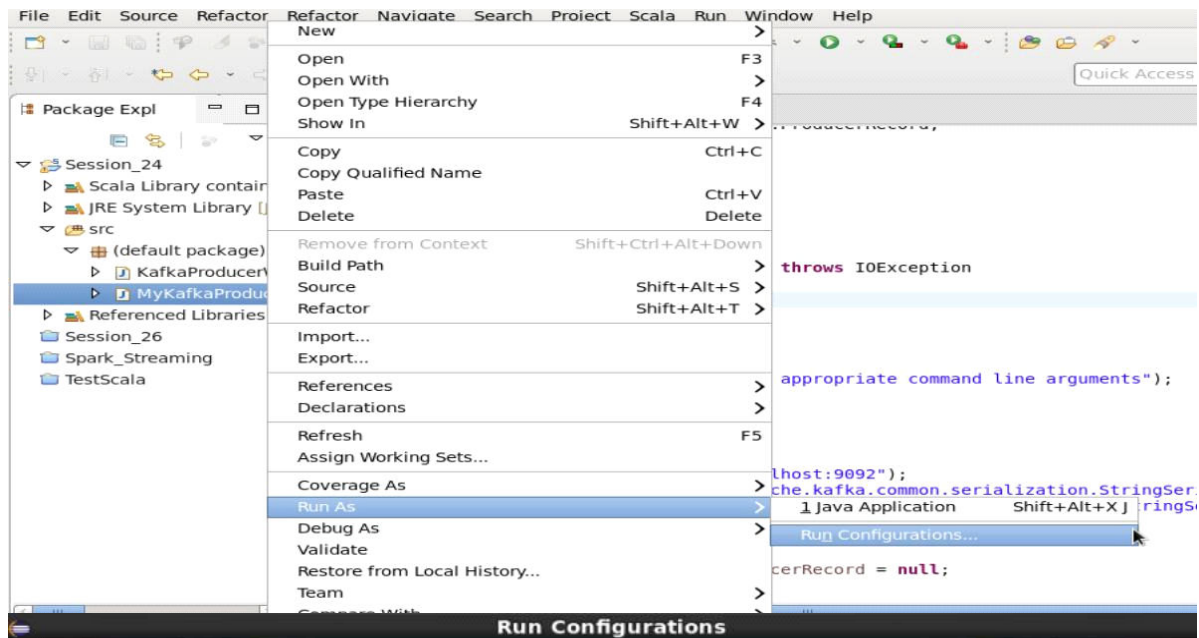 File Edit Source Refactor Refactor Navigate Search Project Scala Run Window Help
Quick Access
Package Expl
Session_24
Scala Library contain
JRE System Library [
src
(default package)
KafkaProducer
MyKafkaProduc
Referenced Libraries
Session_26
Spark_Streaming
TestScala
New
Open F3
Open With
Open Type Hierarchy F4
Show In Shift+Alt+W
Copy Ctrl+C
Copy Qualified Name
Paste Ctrl+V
Delete Delete
Remove from Context Shift+Ctrl+Alt+Down
Build Path
Source Shift+Alt+S
Refactor Shift+Alt+T
Import...
Export...
References
Declarations
Refresh F5
Assign Working Sets...
Coverage As
Run As
Debug As
Validate
Restore from Local History...
Team
Compare With
1 Java Application Shift+Alt+X J
Run Configurations...
.ProducerRecord;
throws IOException
appropriate command line arguments");
lhost:9092");
che.kafka.common.serialization.StringSer
ringS
cerRecord = null;
Run Configurations